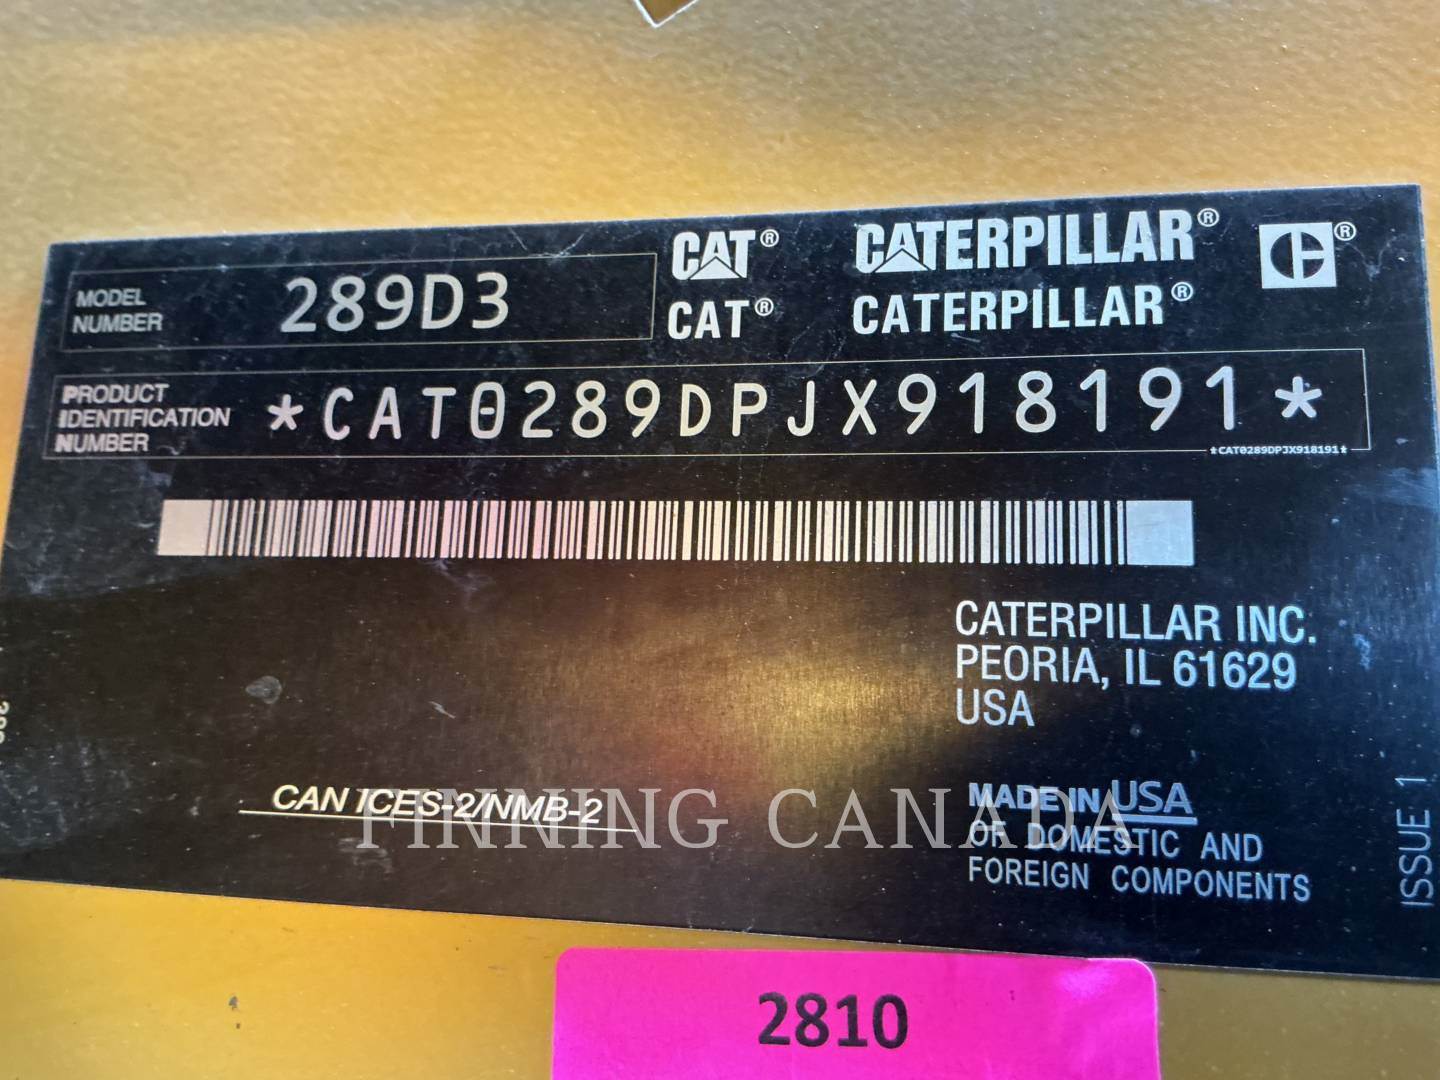 MODEL NUMBER 289D3
CAT® CATERPILLAR® C®
CAT® CATERPILLAR®
PRODUCT IDENTIFICATION NUMBER *CAT0289DPJX918191*
*CAT0289DPJX918191*
CATERPILLAR INC.
PEORIA, IL 61629
USA
CAN ICES-2/NMB-2
FINNING CANADA
MADE IN USA
OF DOMESTIC AND
FOREIGN COMPONENTS
ISSUE 1
2810